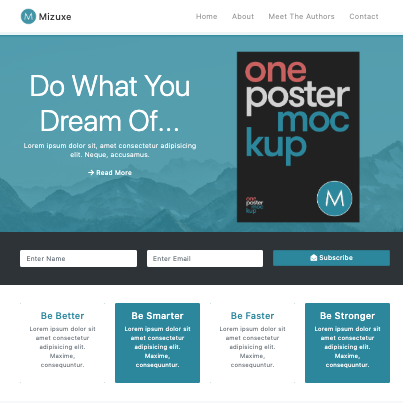 M Mizuxe
Home About Meet The Authors Contact
Do What You
Dream Of...
Lorem ipsum dolor sit, amet consectetur adipisicing
elit. Neque, accusamus.
Read More
one
poster
moc
kup
one
poster
moc
kup
M
Enter Name
Enter Email
Subscribe
Be Better
Lorem ipsum dolor sit
amet consectetur
adipisicing elit.
Maxime,
consequuntur.
Be Smarter
Lorem ipsum dolor sit
amet consectetur
adipisicing elit.
Maxime,
consequuntur.
Be Faster
Lorem ipsum dolor sit
amet consectetur
adipisicing elit.
Maxime,
consequuntur.
Be Stronger
Lorem ipsum dolor sit
amet consectetur
adipisicing elit.
Maxime,
consequuntur.